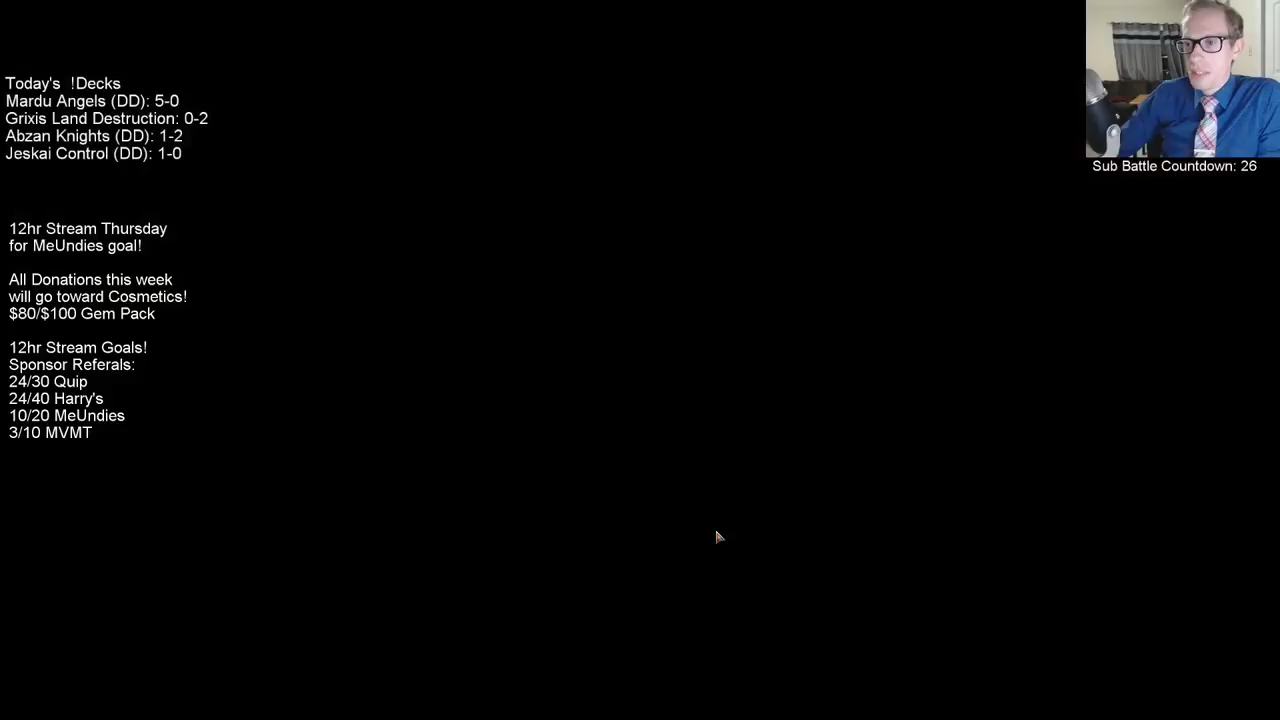 Today's !Decks
Mardu Angels (DD): 5-0
Grixis Land Destruction: 0-2
Abzan Knights (DD): 1-2
Jeskai Control (DD): 1-0
Sub Battle Countdown: 26
12hr Stream Thursday
for MeUndies goal!
All Donations this week
will go toward Cosmetics!
$80/$100 Gem Pack
12hr Stream Goals!
Sponsor Referals:
24/30 Quip
24/40 Harry's
10/20 MeUndies
3/10 MVMT